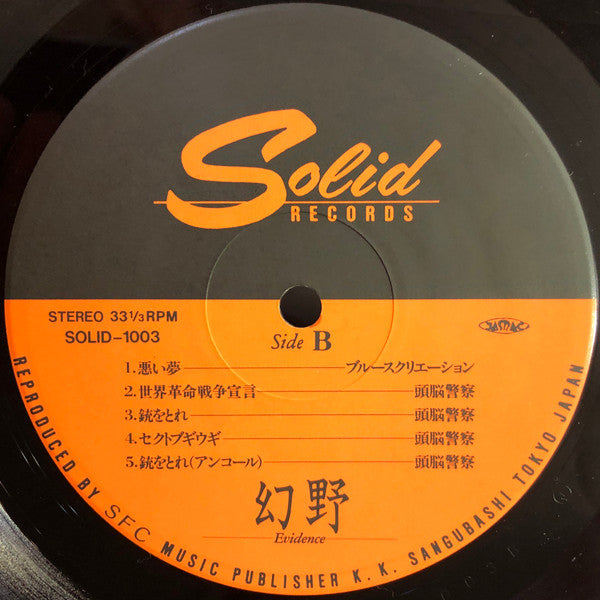 Solid
RECORDS
STEREO 33 1/3 RPM
SOLID-1003
Side B
JASRAC
1.悪い夢 ブルースクリエーション
2.世界革命戦争宣言 頭脳警察
3.銃をとれ 頭脳警察
4.セクトブギウギ 頭脳警察
5.銃をとれ(アンコール) 頭脳警察
幻野
Evidence
REPRODUCED BY SFC MUSIC PUBLISHER K.K. SANGUBASHI TOKYO JAPAN